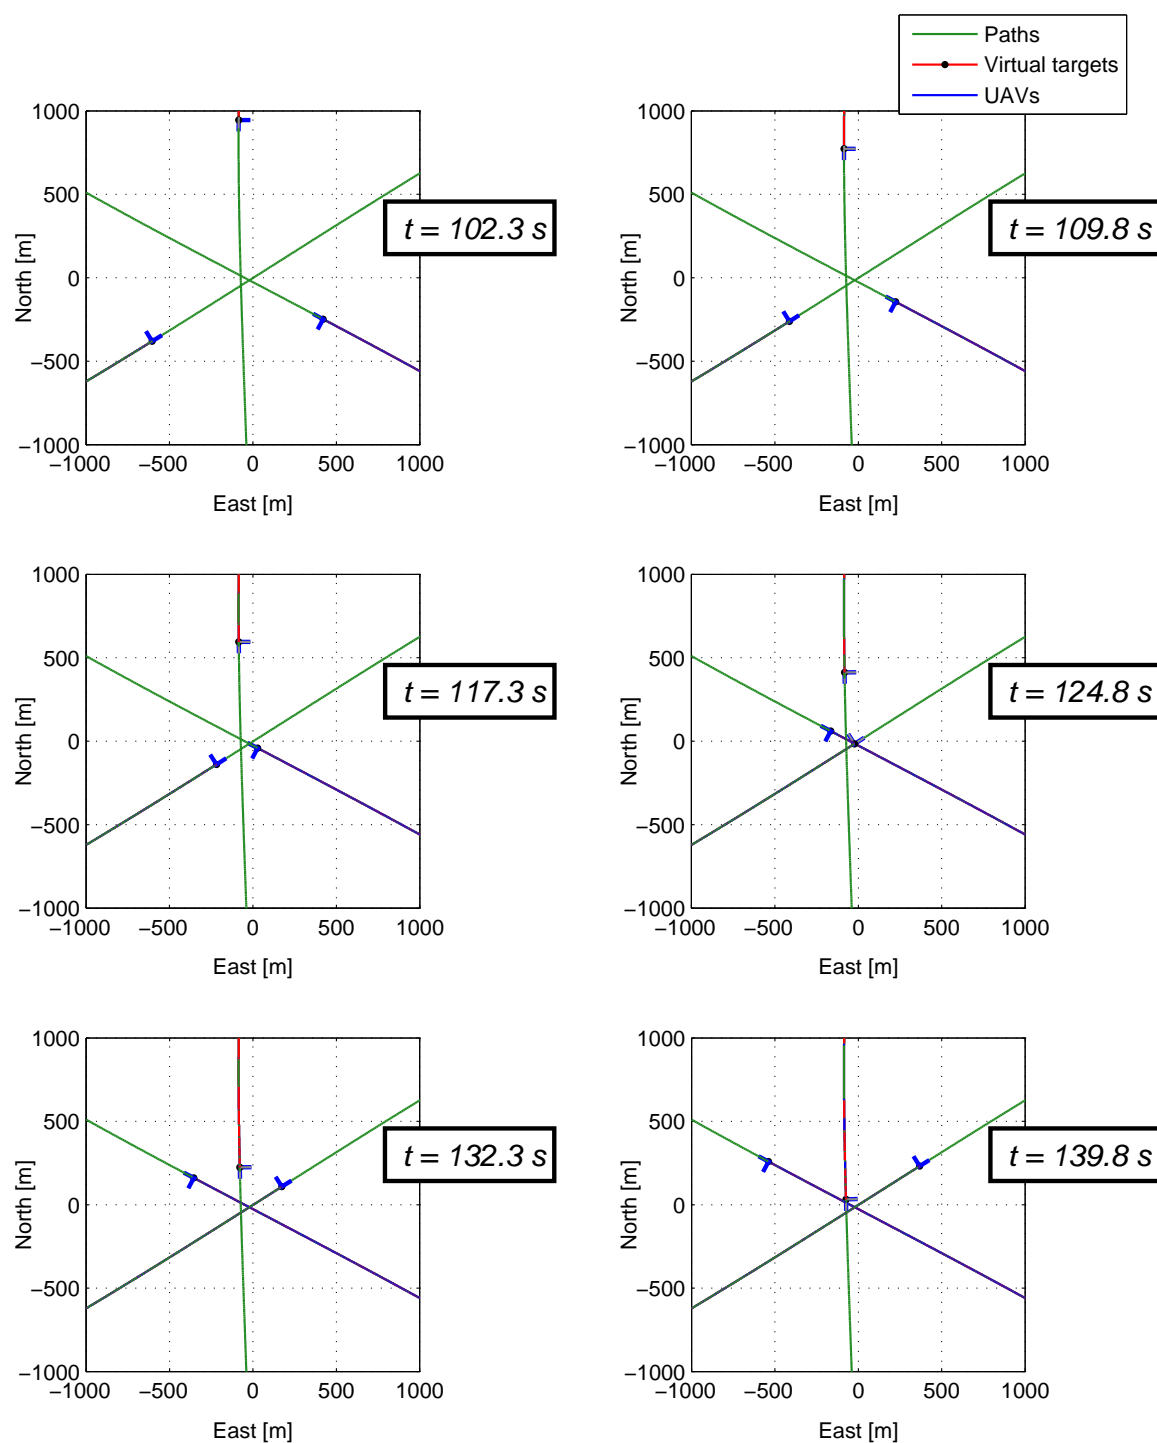 Paths
Virtual targets
UAVs
1000
500
0
−500
−1000
−1000 −500 0 500 1000
North [m]
East [m]
t = 102.3 s
1000
500
0
−500
−1000
−1000 −500 0 500 1000
North [m]
East [m]
t = 109.8 s
1000
500
0
−500
−1000
−1000 −500 0 500 1000
North [m]
East [m]
t = 117.3 s
1000
500
0
−500
−1000
−1000 −500 0 500 1000
North [m]
East [m]
t = 124.8 s
1000
500
0
−500
−1000
−1000 −500 0 500 1000
North [m]
East [m]
t = 132.3 s
1000
500
0
−500
−1000
−1000 −500 0 500 1000
North [m]
East [m]
t = 139.8 s